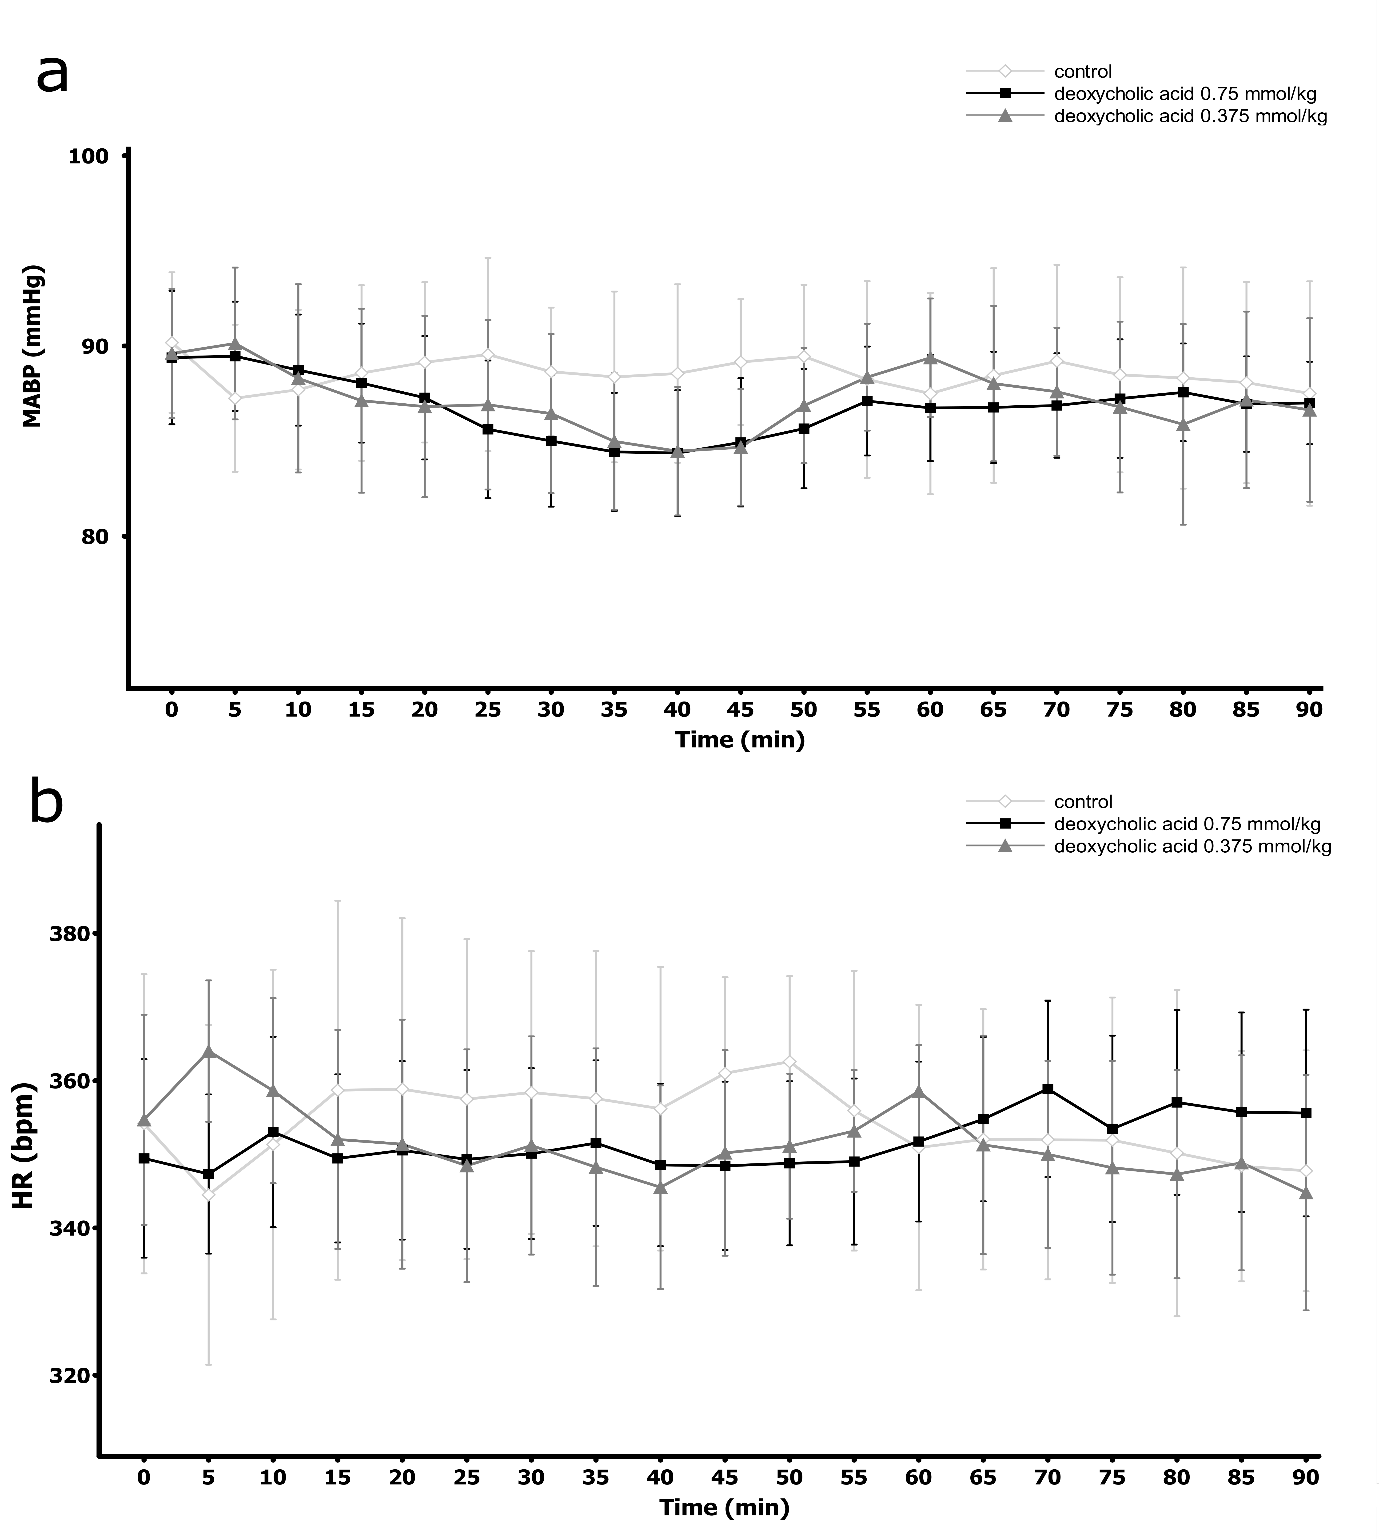 a
control
deoxycholic acid 0.75 mmol/kg
deoxycholic acid 0.375 mmol/kg
100
90
80
MABP (mmHg)
0 5 10 15 20 25 30 35 40 45 50 55 60 65 70 75 80 85 90
Time (min)
b
control
deoxycholic acid 0.75 mmol/kg
deoxycholic acid 0.375 mmol/kg
380
360
340
320
HR (bpm)
0 5 10 15 20 25 30 35 40 45 50 55 60 65 70 75 80 85 90
Time (min)